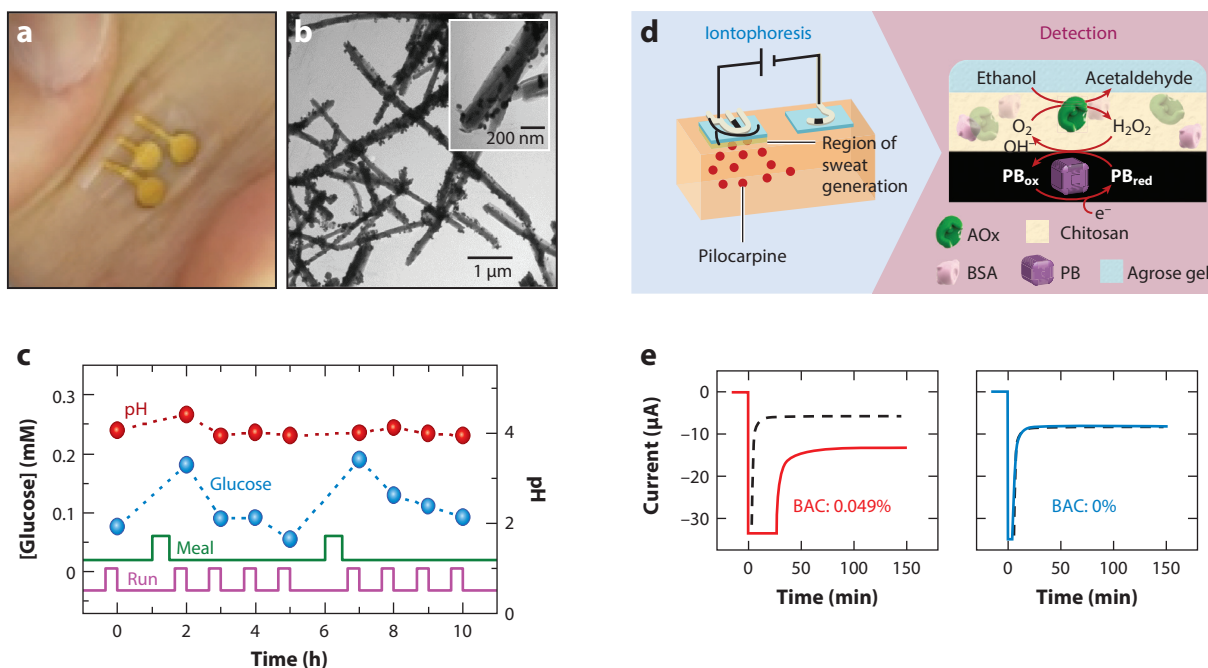 a
b
200 nm
1 μm
d
Iontophoresis
Detection
Region of
sweat
generation
Pilocarpine
Ethanol
Acetaldehyde
O2
H2O2
OH–
PBox
PBred
e–
AOx
Chitosan
BSA
PB
Agrose gel
c
[Glucose] (mM)
0.3
0.2
0.1
0
pH
Glucose
Meal
Run
4
2
0
pH
0
2
4
6
8
10
Time (h)
e
Current (μA)
0
–10
–20
–30
BAC: 0.049%
0
50
100
150
Time (min)
BAC: 0%
0
50
100
150
Time (min)